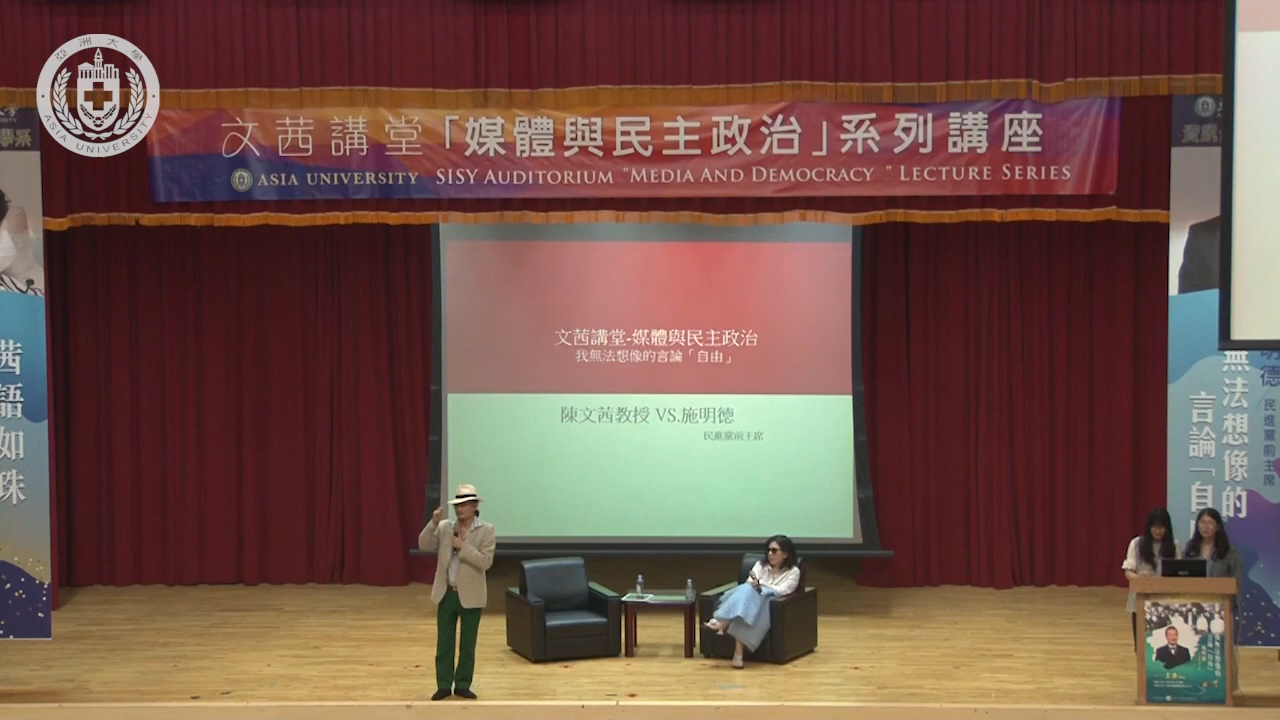 亞洲大學
ASIA UNIVERSITY
文茜講堂「媒體與民主政治」系列講座
ASIA UNIVERSITY SISY AUDITORIUM "MEDIA AND DEMOCRACY " LECTURE SERIES
文茜講堂-媒體與民主政治
我無法想像的言論「自由」
陳文茜教授 VS.施明德
民進黨前主席
茜語如珠
無法想像的
言論「自
明德
民進黨前主席